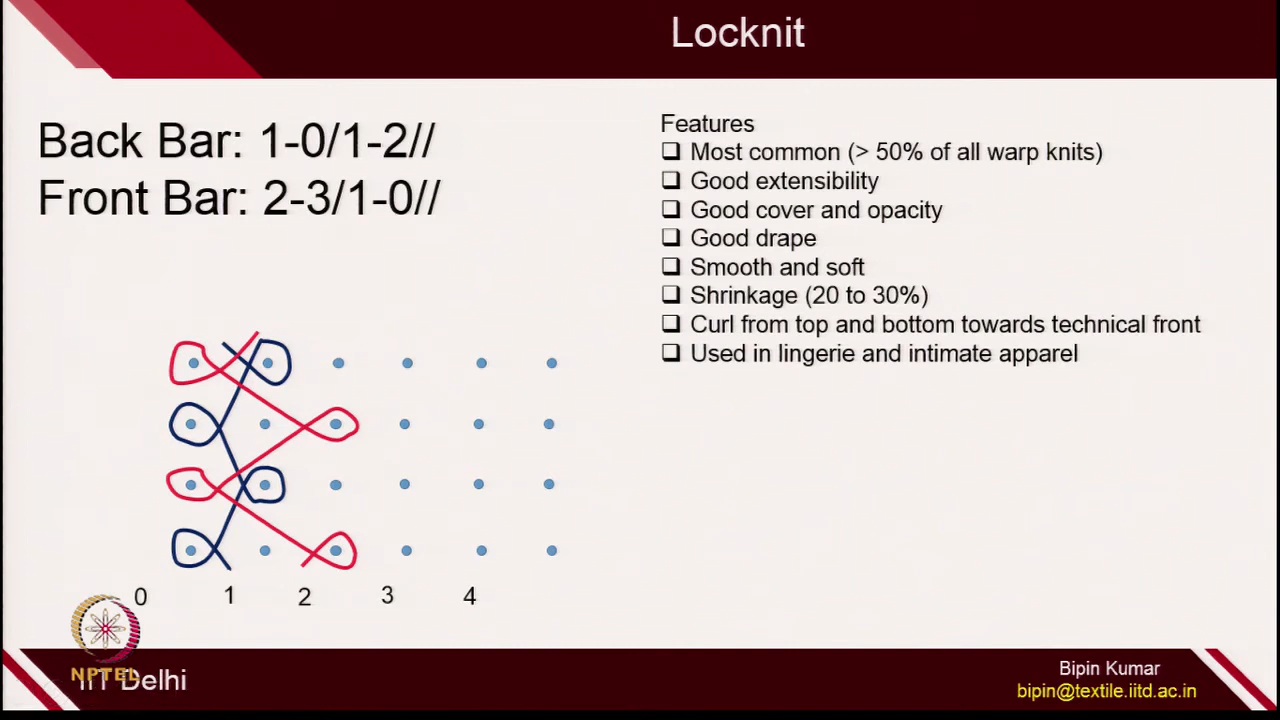 Locknit
Back Bar: 1-0/1-2//
Front Bar: 2-3/1-0//
Features
❑ Most common (> 50% of all warp knits)
❑ Good extensibility
❑ Good cover and opacity
❑ Good drape
❑ Smooth and soft
❑ Shrinkage (20 to 30%)
❑ Curl from top and bottom towards technical front
❑ Used in lingerie and intimate apparel
0 1 2 3 4
NPTEL
IIT Delhi
Bipin Kumar
bipin@textile.iitd.ac.in